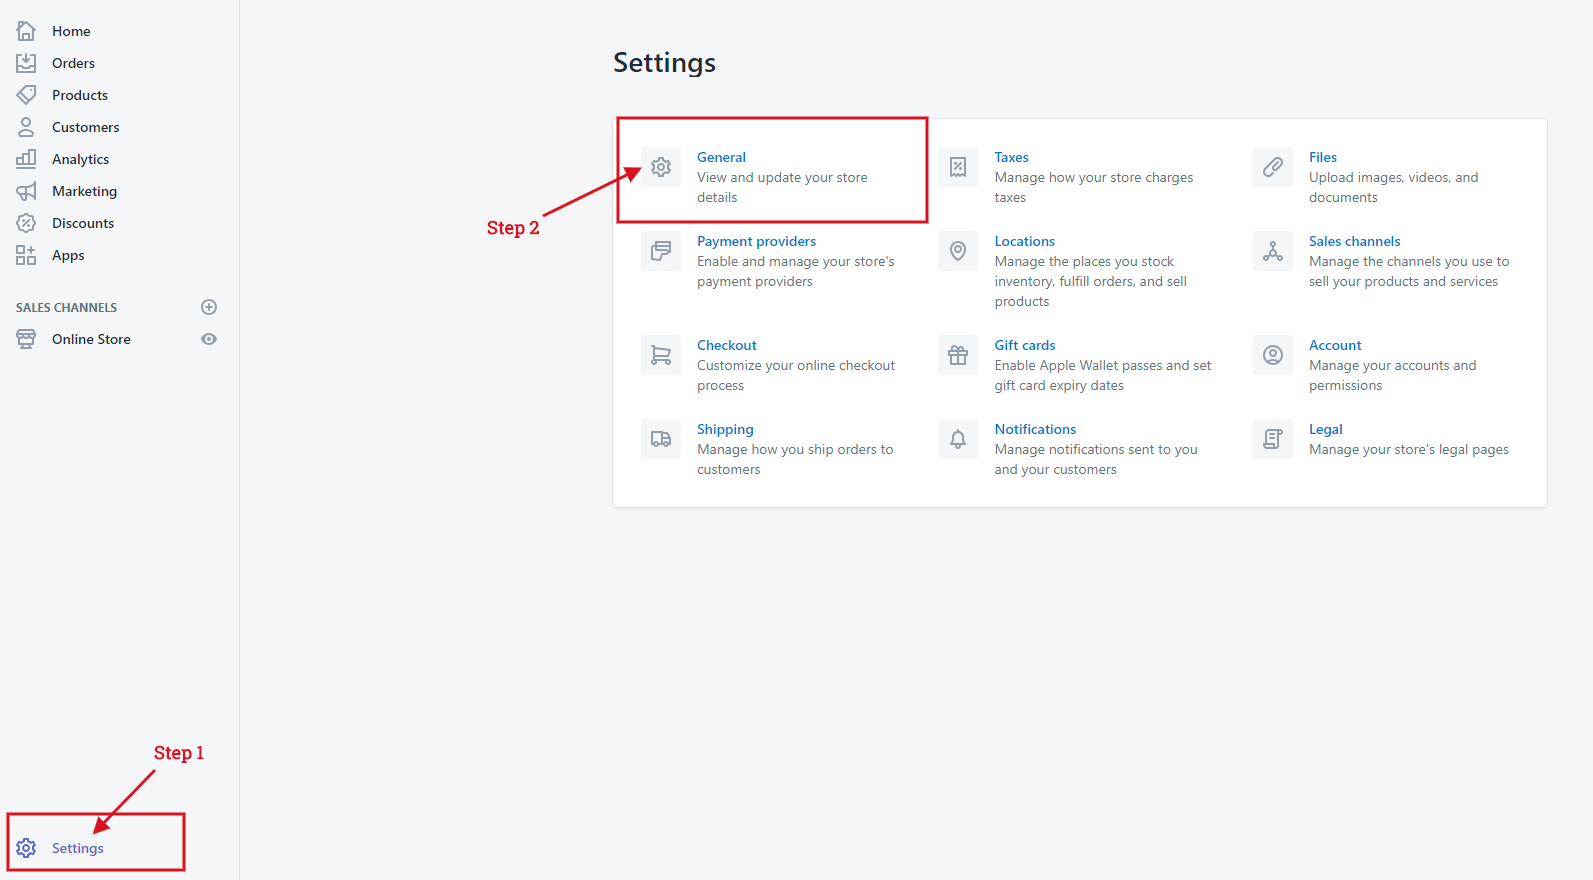 Home
Orders
Products
Customers
Analytics
Marketing
Discounts
Apps
SALES CHANNELS
Online Store
Step 1
Settings
Settings
Step 2
General
View and update your store
details
Taxes
Manage how your store charges
taxes
Files
Upload images, videos, and
documents
Payment providers
Enable and manage your store's
payment providers
Locations
Manage the places you stock
inventory, fulfill orders, and sell
products
Sales channels
Manage the channels you use to
sell your products and services
Checkout
Customize your online checkout
process
Gift cards
Enable Apple Wallet passes and set
gift card expiry dates
Account
Manage your accounts and
permissions
Shipping
Manage how you ship orders to
customers
Notifications
Manage notifications sent to you
and your customers
Legal
Manage your store's legal pages